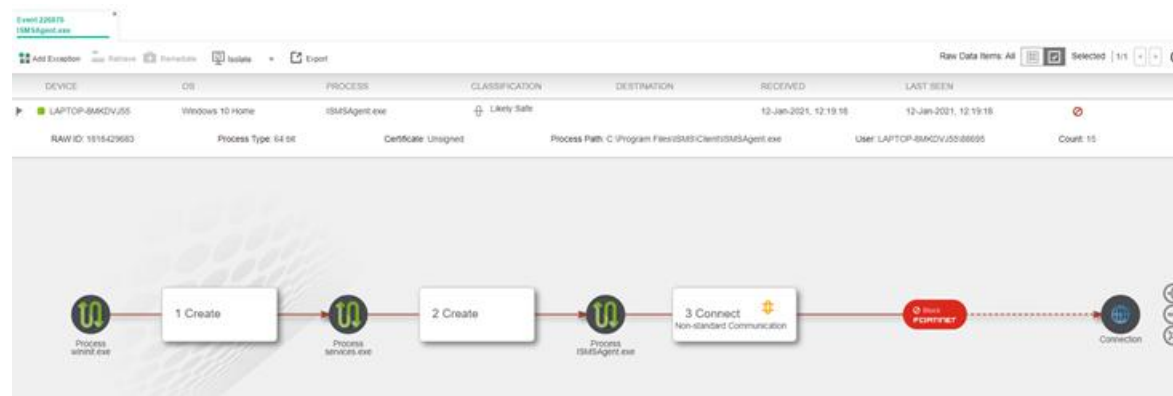 Event 226875
ISMSAgent.exe
Add Exception Retrieve Remediate Isolate Export Raw Data Items: All Selected 1/1
DEVICE OS PROCESS CLASSIFICATION DESTINATION RECEIVED LAST SEEN
LAPTOP-8MKDVJ55 Windows 10 Home ISMSAgent.exe Likely Safe 12-Jan-2021, 12:19:16 12-Jan-2021, 12:19:16
RAW ID: 1616429683 Process Type: 64 bit Certificate: Unsigned Process Path: C:\Program Files\ISMS\Client\ISMSAgent.exe User: LAPTOP-8MKDVJ55\88695 Count: 15
1 Create
2 Create
3 Connect
Non-standard Communication
Block
FORTINET
Process
wininit.exe
Process
services.exe
Process
ISMSAgent.exe
Connection